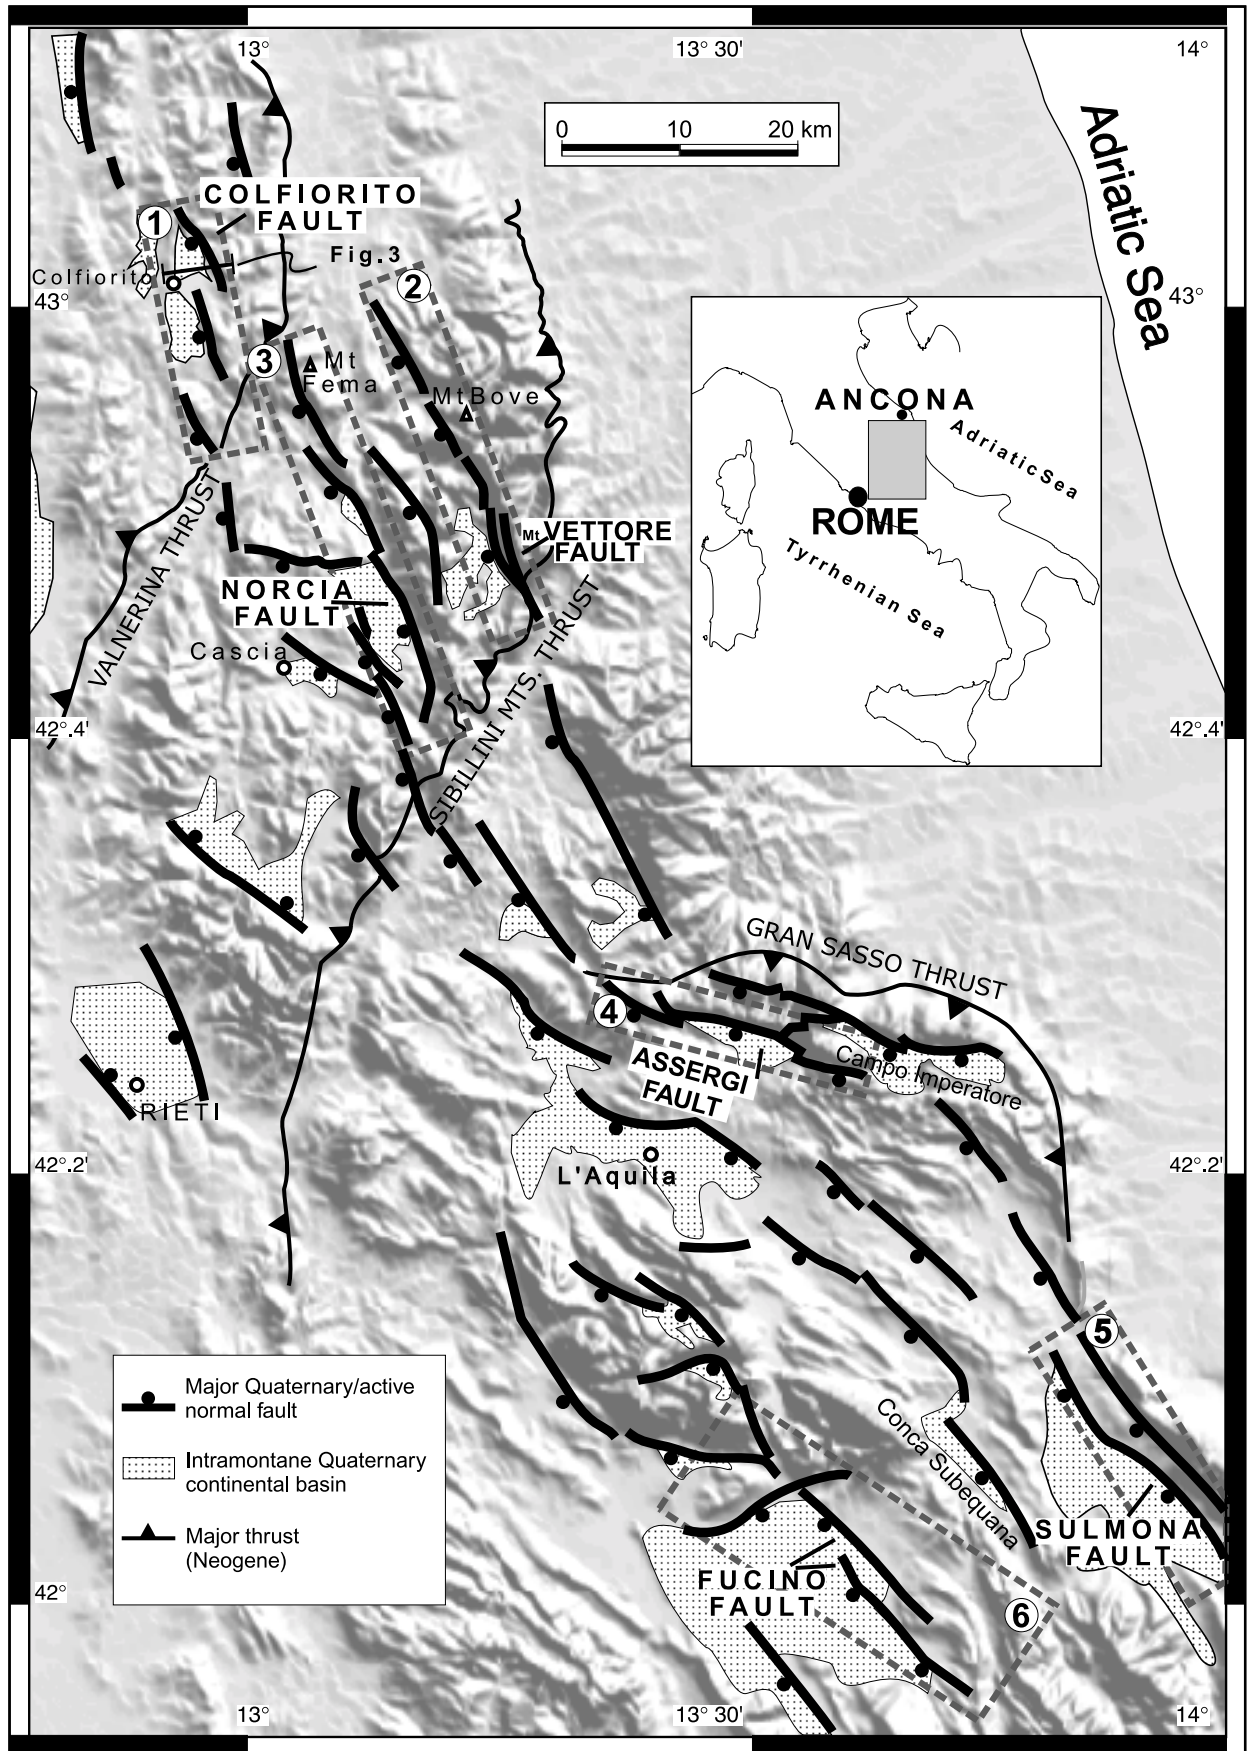 13°
13° 30'
14°
0 10 20 km
Adriatic Sea
COLFIORITO
FAULT
1
Fig.3
Colfiorito
2
43°
43°
3
Mt
Fema
Mt Bove
ANCONA
Adriatic Sea
ROME
Tyrrhenian Sea
VALNERINA THRUST
Mt VETTORE
FAULT
NORCIA
FAULT
Cascia
SIBILLINI MTS. THRUST
42°.4'
42°.4'
GRAN SASSO THRUST
4
ASSERGI
FAULT
Campo Imperatore
RIETI
42°.2'
42°.2'
L'Aquila
5
Major Quaternary/active
normal fault
Intramontane Quaternary
continental basin
Major thrust
(Neogene)
Conca Subequana
SULMONA
FAULT
FUCINO
FAULT
6
42°
42°
13°
13° 30'
14°